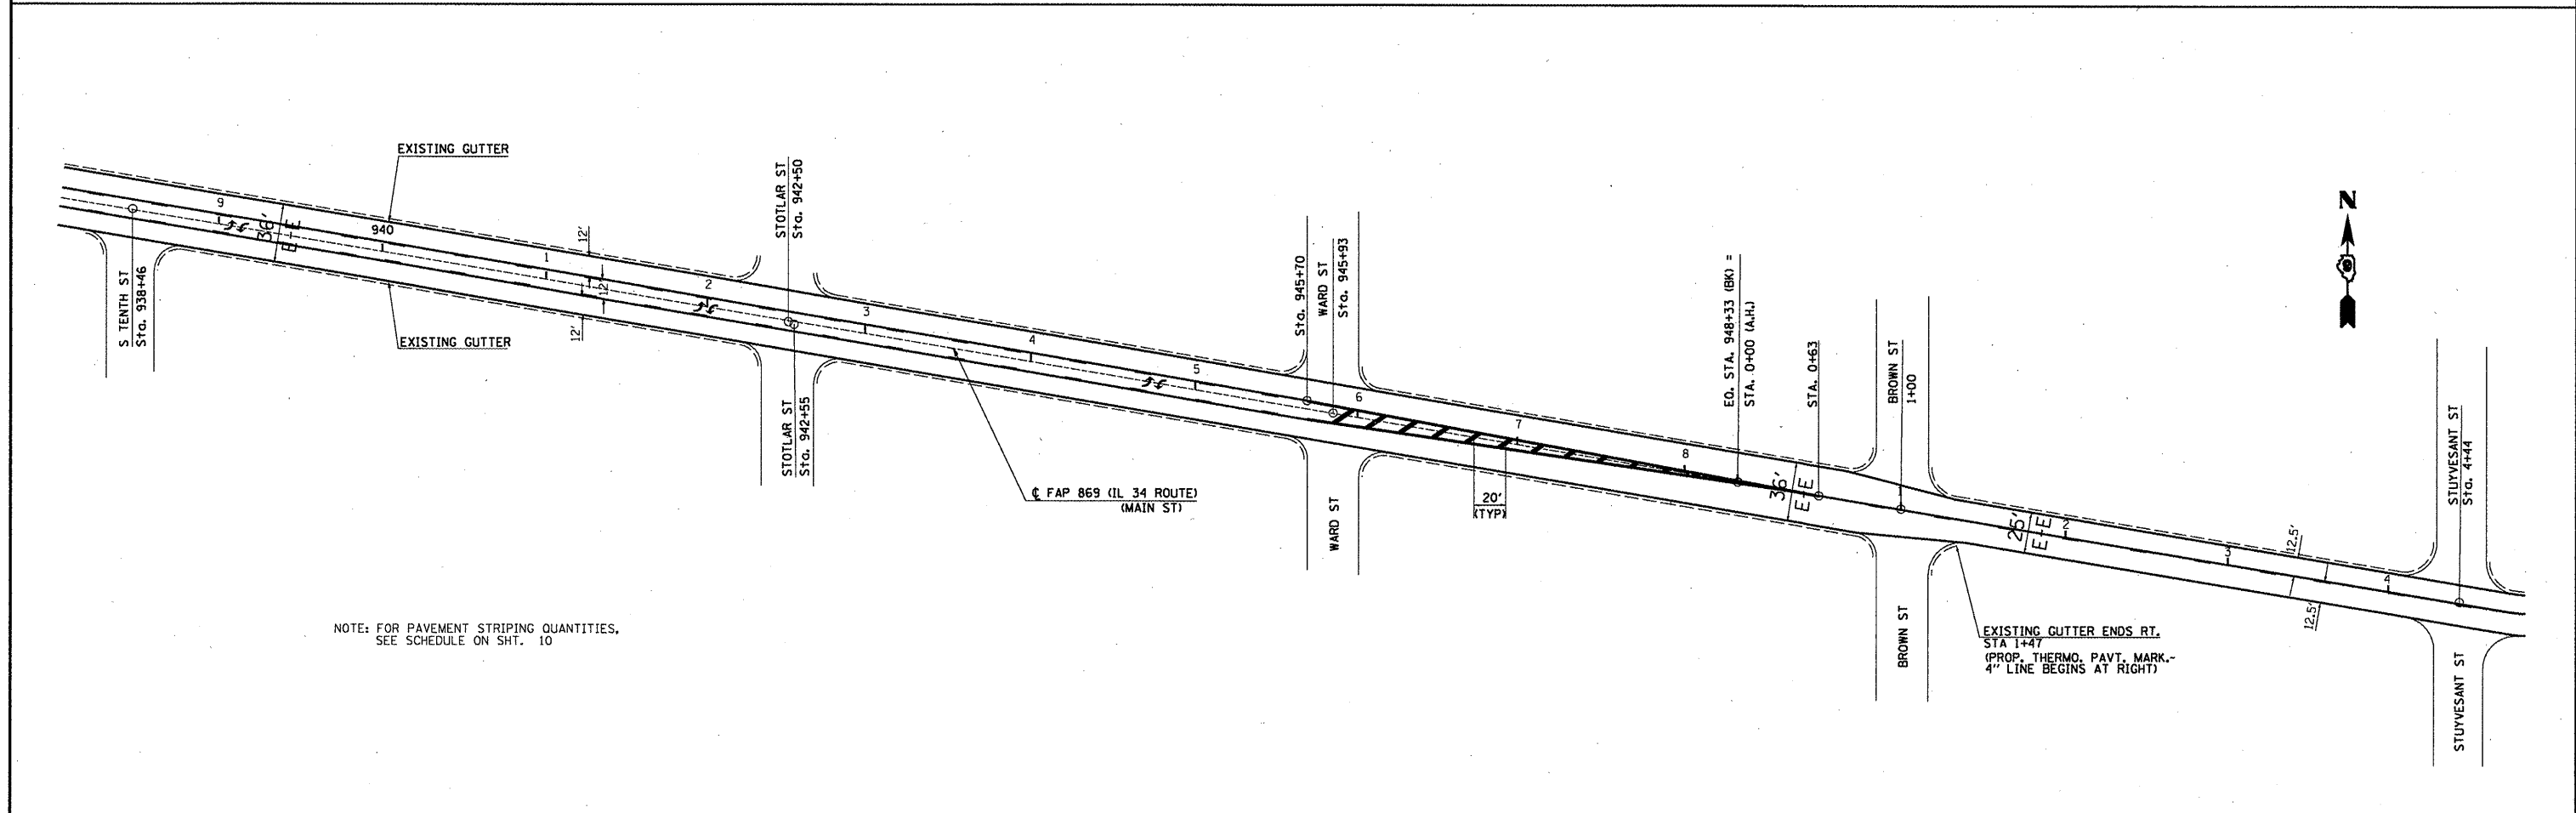 EXISTING GUTTER
9
36'
E-E
940
S TENTH ST
Sta. 938+46
EXISTING GUTTER
1
12'
12'
12'
2
STOTLAR ST
Sta. 942+50
STOTLAR ST
Sta. 942+55
3
4
℄ FAP 869 (IL 34 ROUTE)
(MAIN ST)
5
Sta. 945+70
WARD ST
Sta. 945+93
6
WARD ST
20'
(TYP)
7
8
EQ. STA. 948+33 (BK) =
STA. 0+00 (A.H.)
36'
E-E
STA. 0+63
BROWN ST
1+00
BROWN ST
EXISTING GUTTER ENDS RT.
STA 1+47
(PROP. THERMO. PAVT. MARK.-
4" LINE BEGINS AT RIGHT)
25'
E-E
2
3
12.5'
12.5'
4
STUYVESANT ST
Sta. 4+44
STUYVESANT ST
N
NOTE: FOR PAVEMENT STRIPING QUANTITIES,
SEE SCHEDULE ON SHT. 10